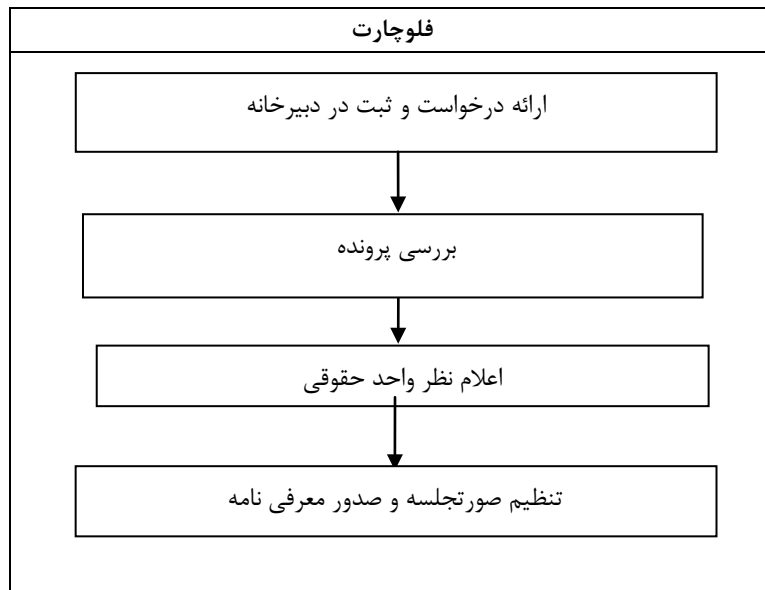 فلوچارت
ارائه درخواست و ثبت در دبیرخانه
بررسی پرونده
اعلام نظر واحد حقوقی
تنظیم صورتجلسه و صدور معرفی نامه